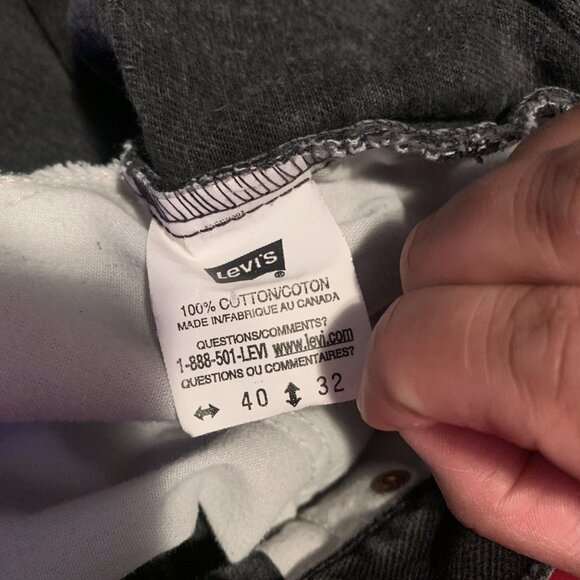 Levi's ®
100% COTTON/COTON
MADE IN/FABRIQUE AU CANADA
QUESTIONS/COMMENTS?
1-888-501-LEVI www.levi.com
QUESTIONS OU COMMENTAIRES?
↔ 40 ↕ 32